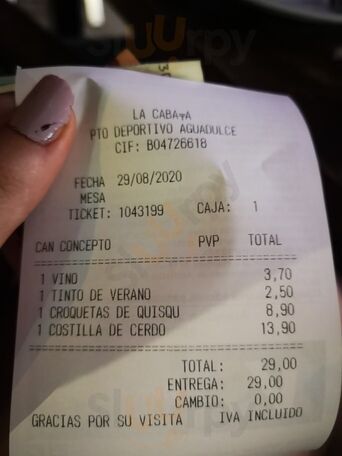 LA CABAÑA
PTO DEPORTIVO AGUADULCE
CIF: B04726618
FECHA 29/08/2020
MESA
TICKET: 1043199 CAJA: 1
CAN CONCEPTO PVP TOTAL
1 VINO 3,70
1 TINTO DE VERANO 2,50
1 CROQUETAS DE QUISQU 8,90
1 COSTILLA DE CERDO 13,90
TOTAL: 29,00
ENTREGA: 29,00
CAMBIO: 0,00
GRACIAS POR SU VISITA IVA INCLUIDO
Sluurpy